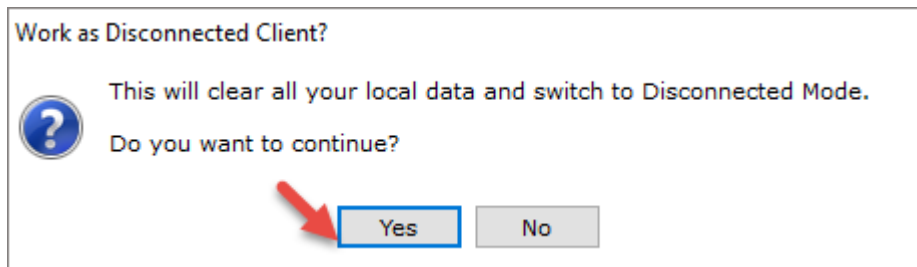 Work as Disconnected Client?
This will clear all your local data and switch to Disconnected Mode.
Do you want to continue?
Yes No